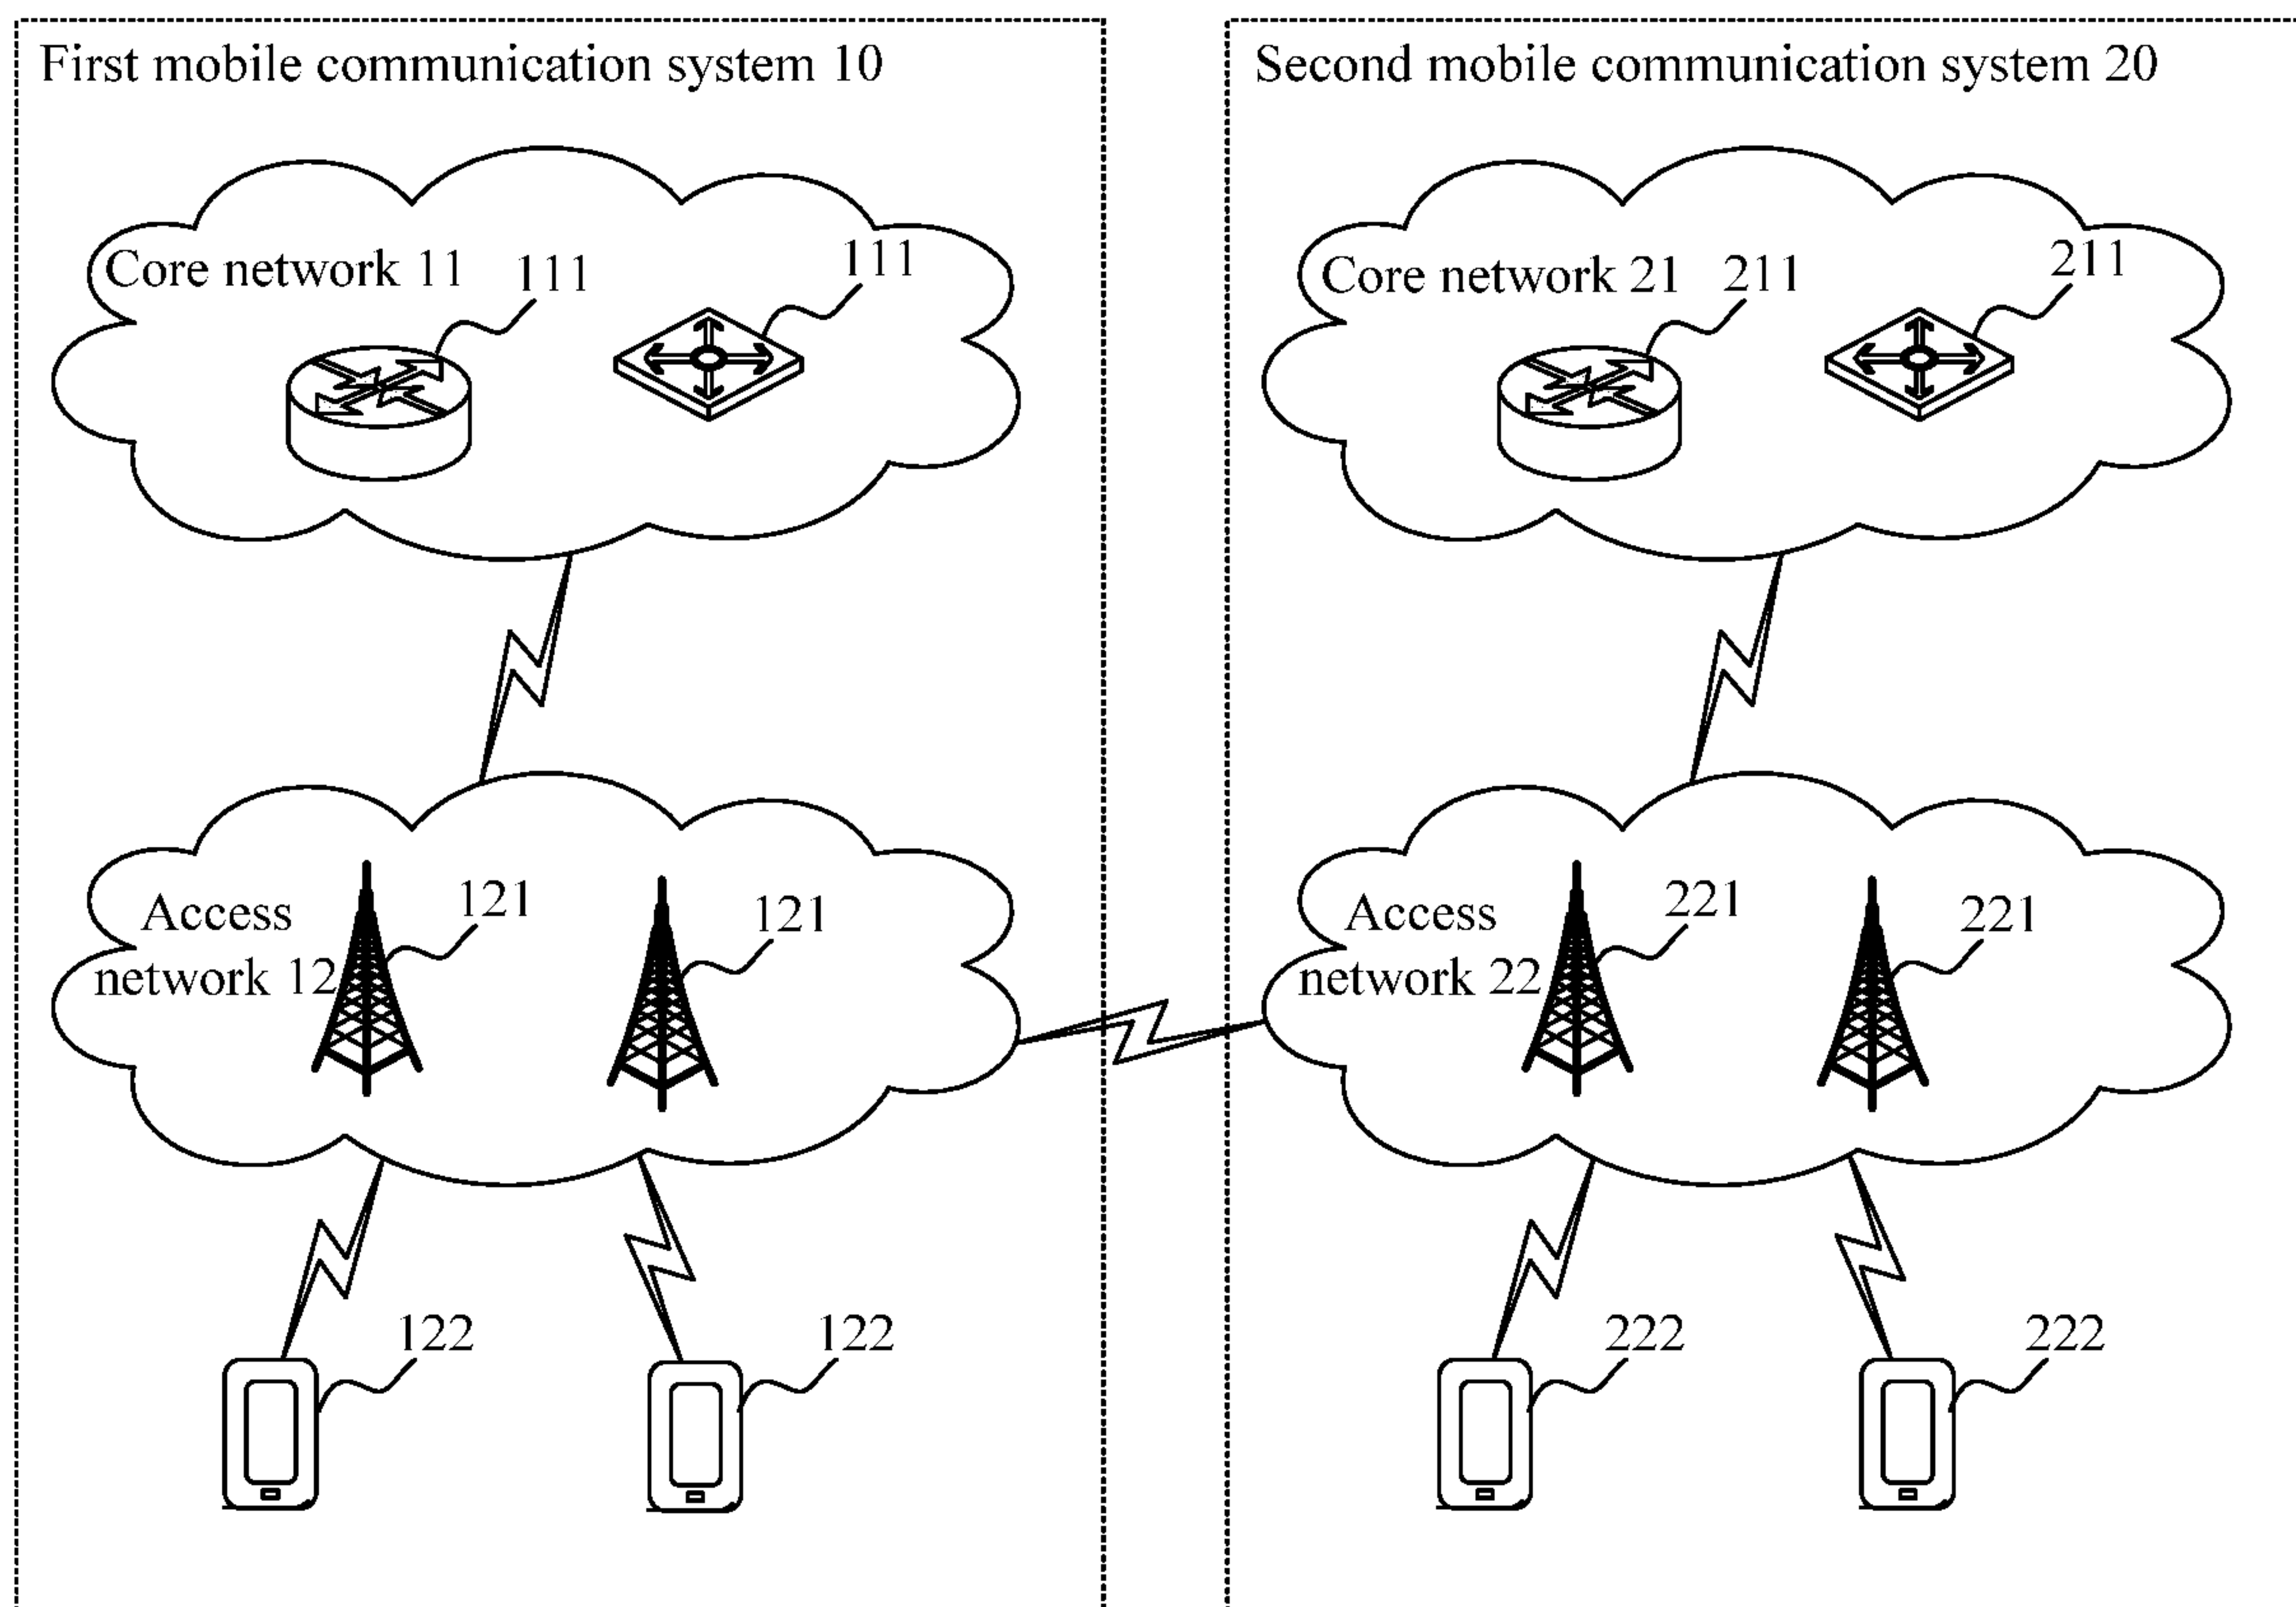 First mobile communication system 10
Core network 11
111
111
Access
network 12
121
121
122
122
Second mobile communication system 20
Core network 21
211
211
Access
network 22
221
221
222
222